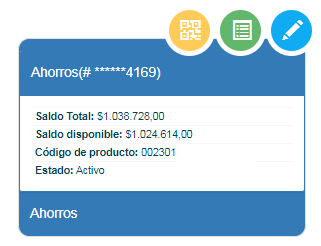 Ahorros(# ******4169)
Saldo Total: $1.038.728,00
Saldo disponible: $1.024.614,00
Código de producto: 002301
Estado: Activo
Ahorros